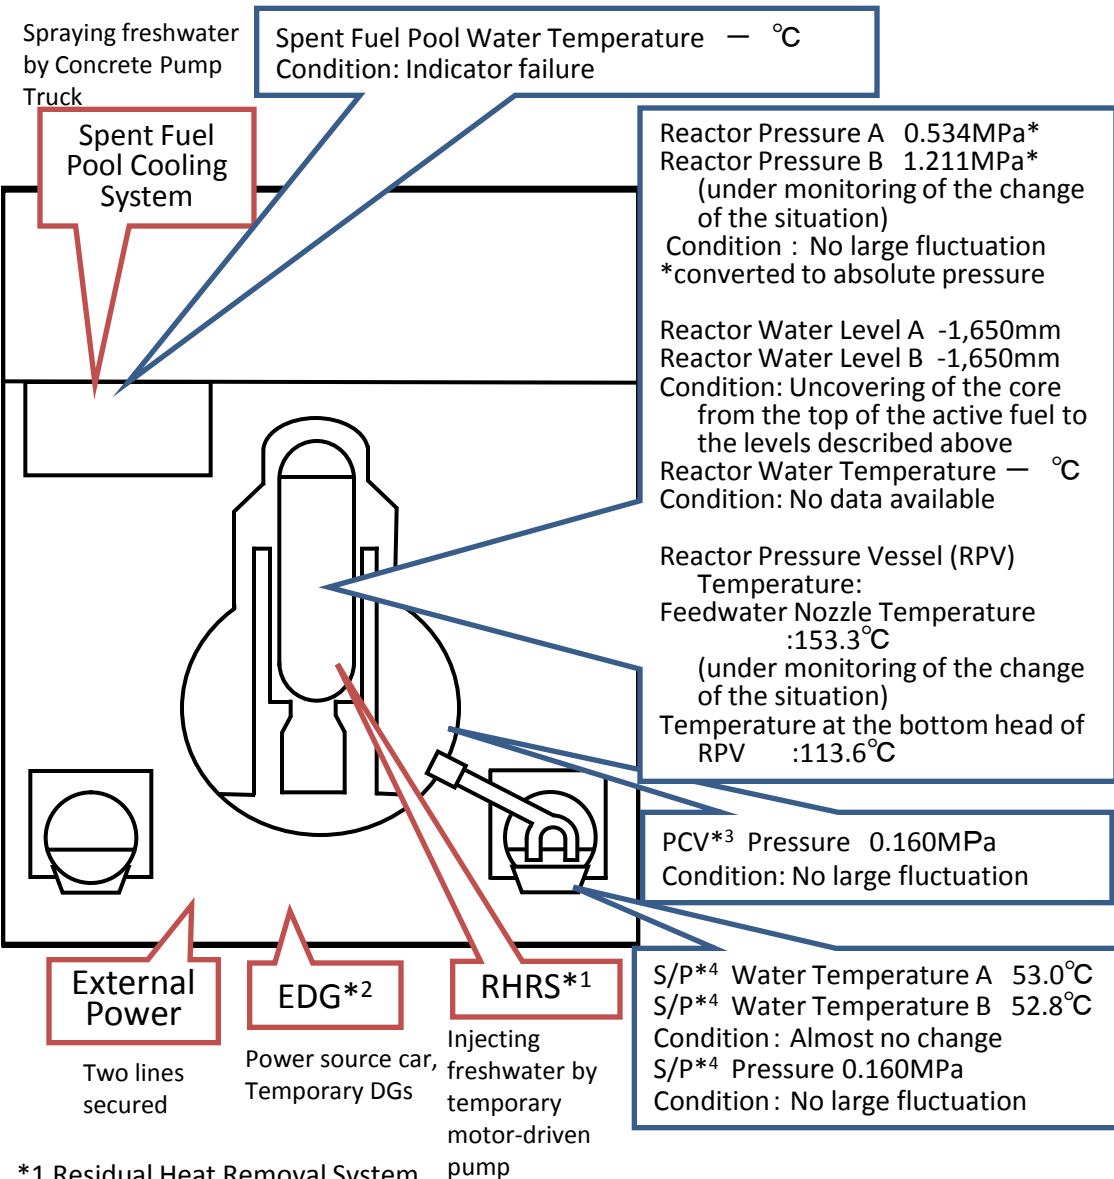 Spraying freshwater
by Concrete Pump
Truck
Spent Fuel
Pool Cooling
System
Spent Fuel Pool Water Temperature － ℃
Condition: Indicator failure
Reactor Pressure A 0.534MPa*
Reactor Pressure B 1.211MPa*
(under monitoring of the change
of the situation)
Condition : No large fluctuation
*converted to absolute pressure
Reactor Water Level A -1,650mm
Reactor Water Level B -1,650mm
Condition: Uncovering of the core
from the top of the active fuel to
the levels described above
Reactor Water Temperature － ℃
Condition: No data available
Reactor Pressure Vessel (RPV)
Temperature:
Feedwater Nozzle Temperature
:153.3℃
(under monitoring of the change
of the situation)
Temperature at the bottom head of
RPV :113.6℃
PCV*3 Pressure 0.160MPa
Condition: No large fluctuation
S/P*4 Water Temperature A 53.0℃
S/P*4 Water Temperature B 52.8℃
Condition: Almost no change
S/P*4 Pressure 0.160MPa
Condition: No large fluctuation
External
Power
Two lines
secured
EDG*2
Power source car,
Temporary DGs
RHRS*1
Injecting
freshwater by
temporary
motor-driven
pump
*1 Residual Heat Removal System